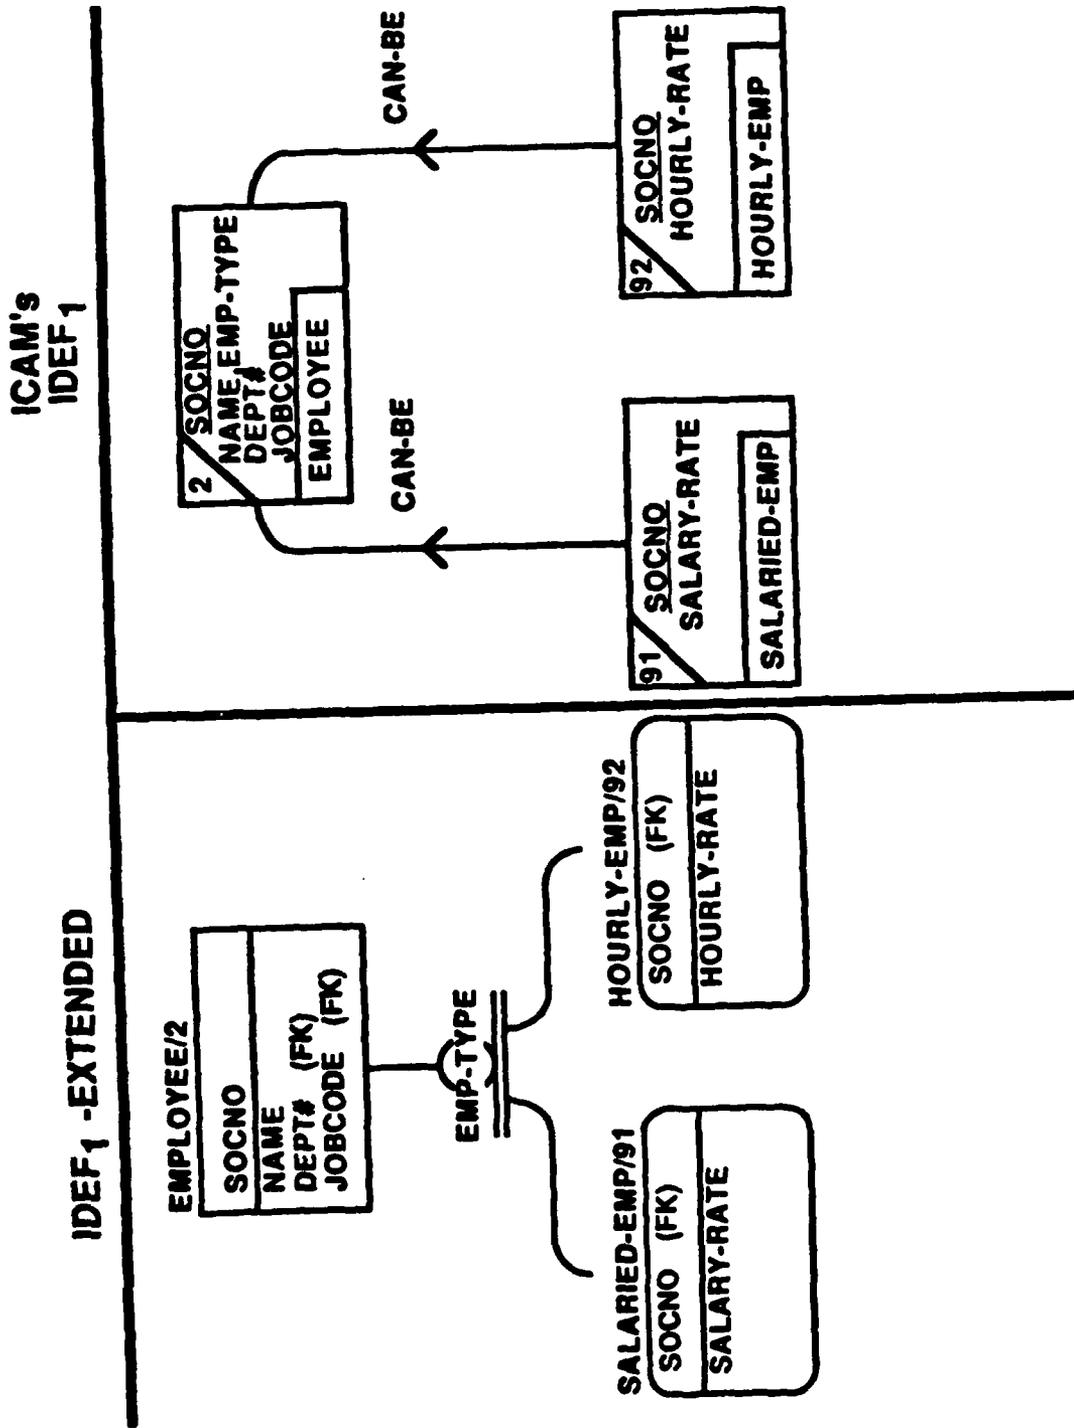 IDEF1 -EXTENDED
EMPLOYEE/2
SOCNO
NAME
DEPT# (FK)
JOBCODE (FK)
EMP-TYPE
SALARIED-EMP/91
SOCNO (FK)
SALARY-RATE
HOURLY-EMP/92
SOCNO (FK)
HOURLY-RATE
ICAM's
IDEF1
2
SOCNO
NAME,EMP-TYPE
DEPT#
JOBCODE
EMPLOYEE
CAN-BE
CAN-BE
91
SOCNO
SALARY-RATE
SALARIED-EMP
92
SOCNO
HOURLY-RATE
HOURLY-EMP